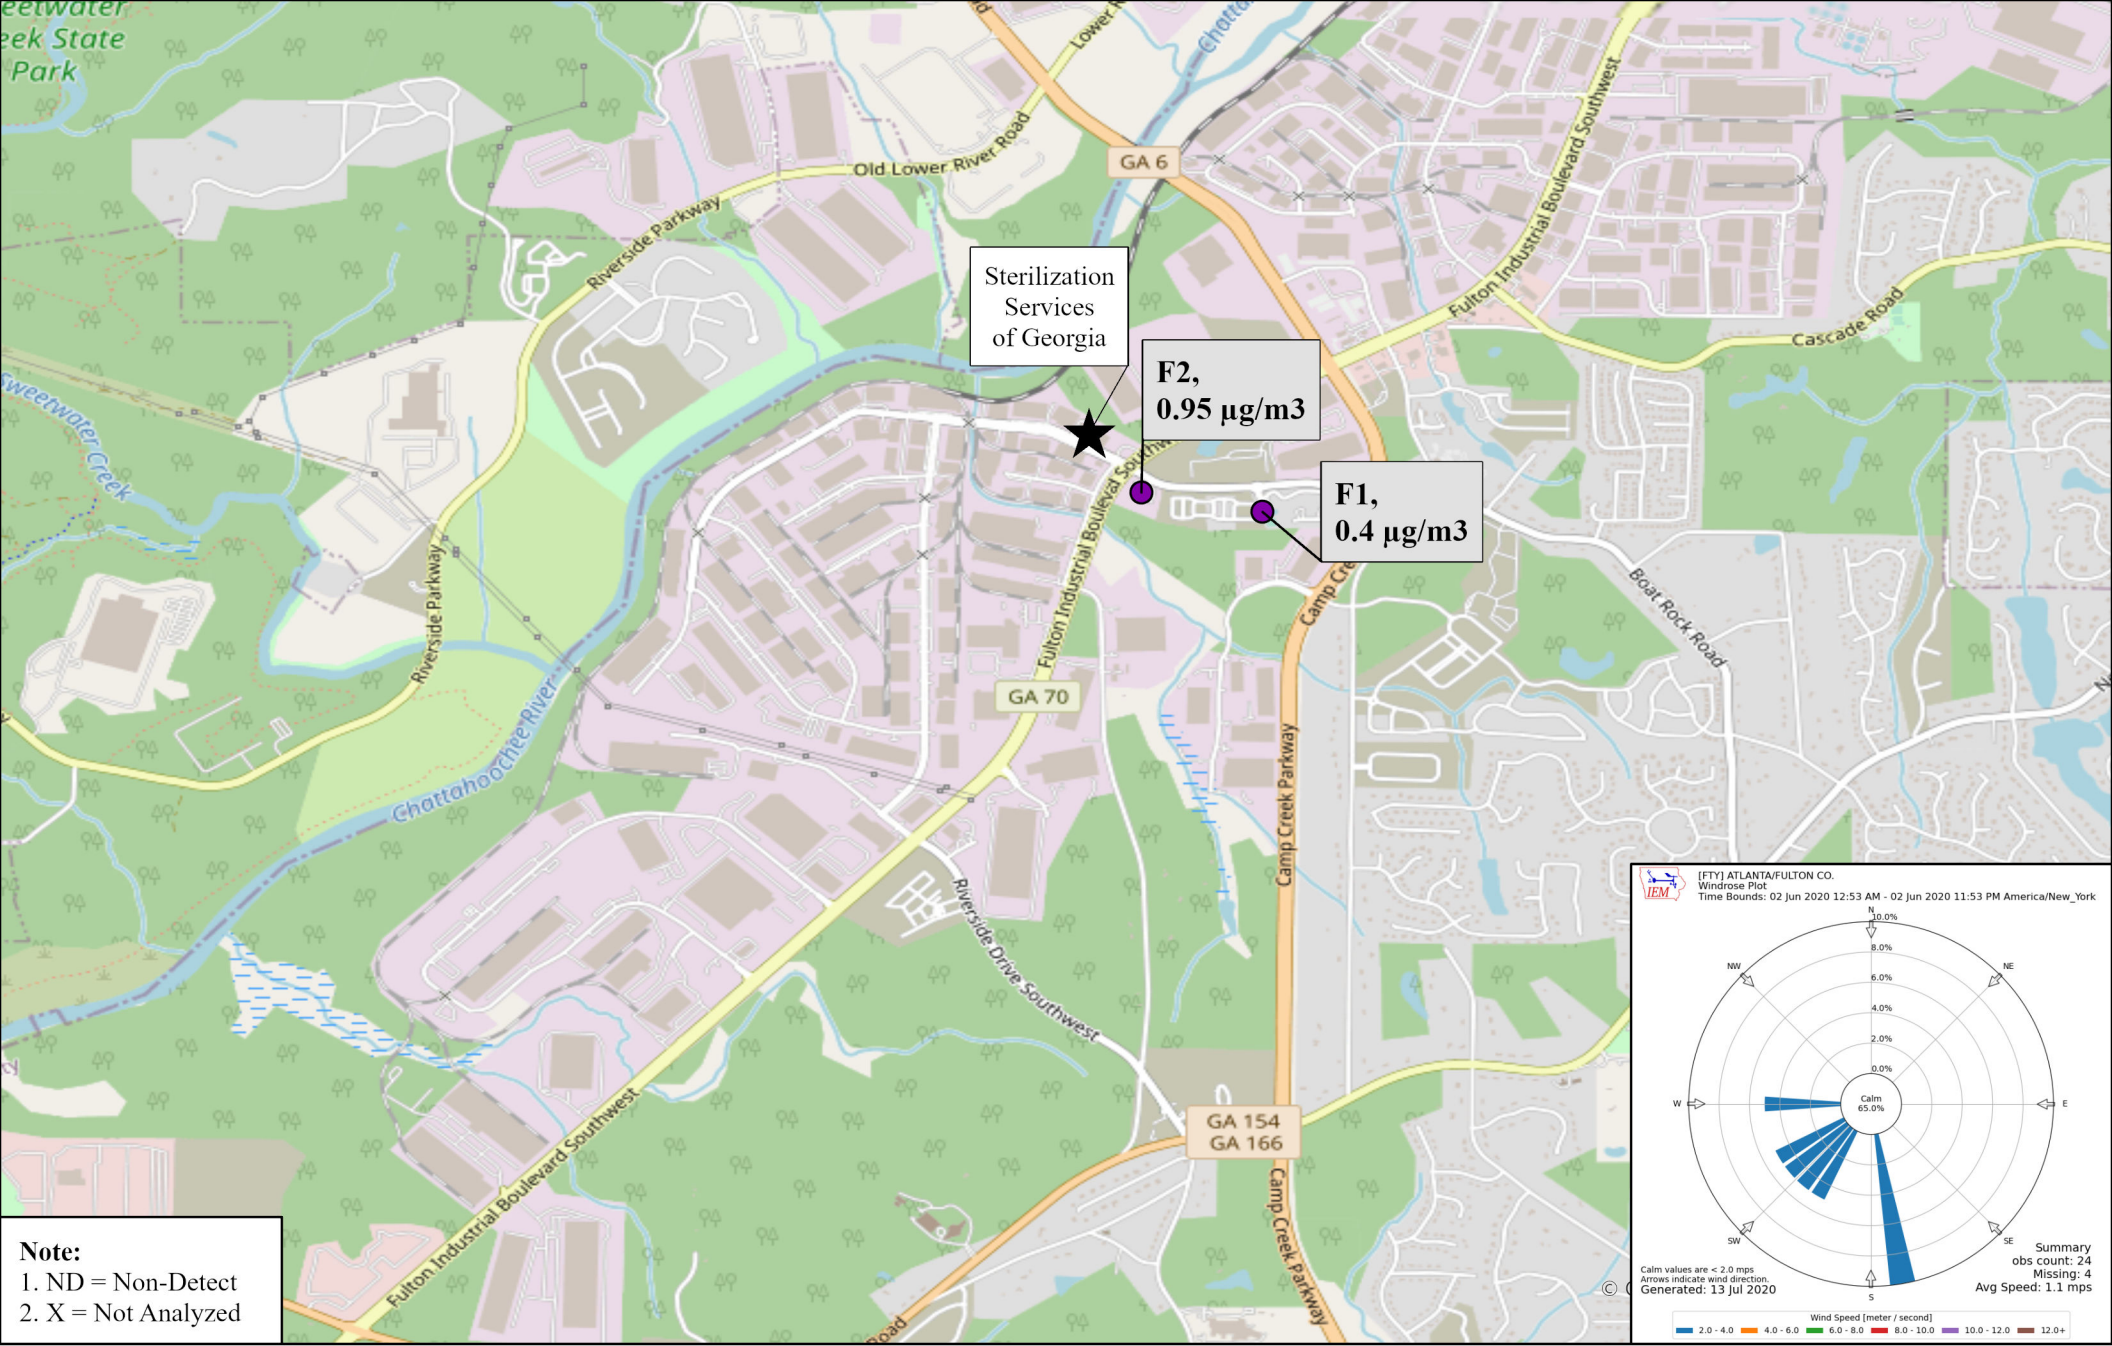 eetwater
eek State
Park
Lower R
Chatta
GA 6
Old Lower River Road
Riverside Parkway
Fulton Industrial Boulevard Southwest
Fulton Industrial Boulevard Southwest
Cascade Road
Sterilization
Services
of Georgia
F2,
0.95 µg/m3
F1,
0.4 µg/m3
Sweetwater Creek
Riverside Parkway
Fulton Industrial Boulevard Southw
Camp Cre
Boat Rock Road
GA 70
Chattahoochee River
Camp Creek Parkway
Riverside Drive Southwest
GA 154
GA 166
Camp Creek Parkway
Fulton Industrial Boulevard Southwest
Road
©
Note:
1. ND = Non-Detect
2. X = Not Analyzed
IEM
[FTY] ATLANTA/FULTON CO.
Windrose Plot
Time Bounds: 02 Jun 2020 12:53 AM - 02 Jun 2020 11:53 PM America/New_York
N
10.0%
8.0%
NW
NE
6.0%
4.0%
2.0%
0.0%
W
Calm
65.0%
E
SW
SE
S
Summary
obs count: 24
Missing: 4
Avg Speed: 1.1 mps
Calm values are < 2.0 mps
Arrows indicate wind direction.
Generated: 13 Jul 2020
Wind Speed [meter / second]
2.0 - 4.0 4.0 - 6.0 6.0 - 8.0 8.0 - 10.0 10.0 - 12.0 12.0+